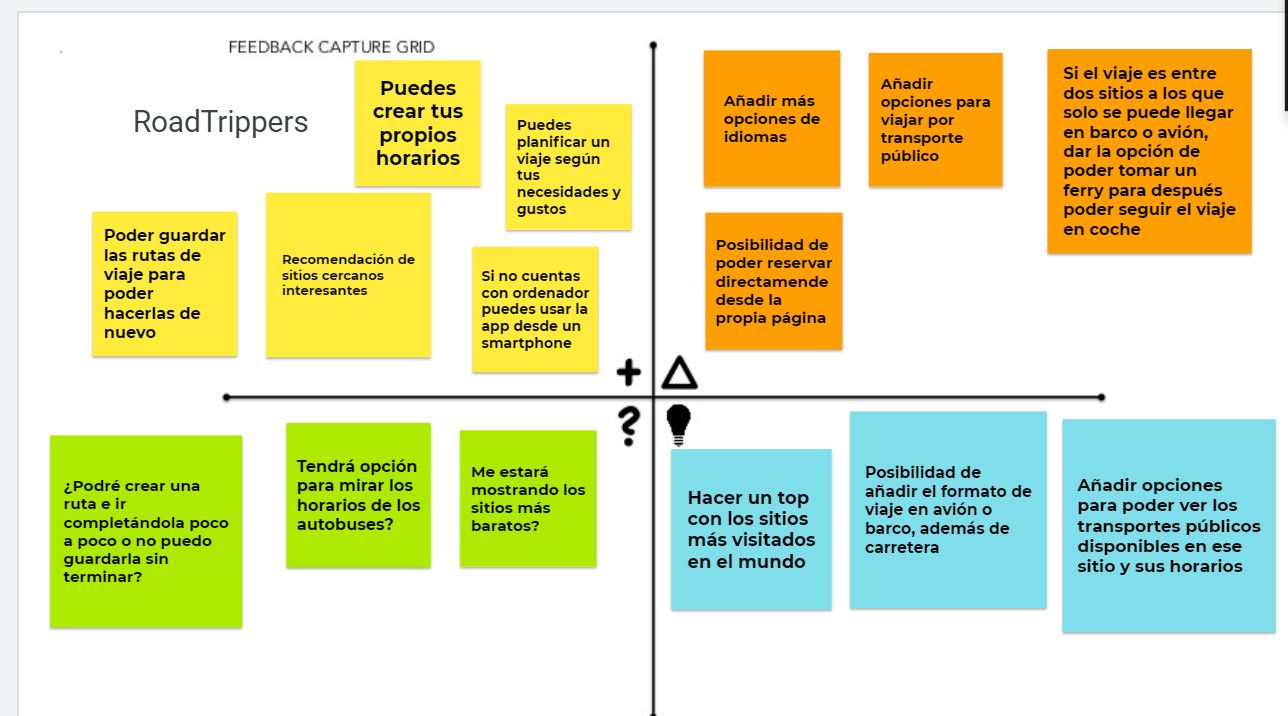 FEEDBACK CAPTURE GRID
RoadTrippers
Puedes
crear tus
propios
horarios
Puedes
planificar un
viaje según
tus
necesidades y
gustos
Poder guardar
las rutas de
viaje para
poder
hacerlas de
nuevo
Recomendación de
sitios cercanos
interesantes
Si no cuentas
con ordenador
puedes usar la
app desde un
smartphone
Añadir más
opciones de
idiomas
Añadir
opciones para
viajar por
transporte
público
Si el viaje es entre
dos sitios a los que
solo se puede llegar
en barco o avión,
dar la opción de
poder tomar un
ferry para después
poder seguir el viaje
en coche
Posibilidad de
poder reservar
directamende
desde la
propia página
+
?
¿Podré crear una
ruta e ir
completándola poco
a poco o no puedo
guardarla sin
terminar?
Tendrá opción
para mirar los
horarios de los
autobuses?
Me estará
mostrando los
sitios más
baratos?
Hacer un top
con los sitios
más visitados
en el mundo
Posibilidad de
añadir el formato de
viaje en avión o
barco, además de
carretera
Añadir opciones
para poder ver los
transportes públicos
disponibles en ese
sitio y sus horarios